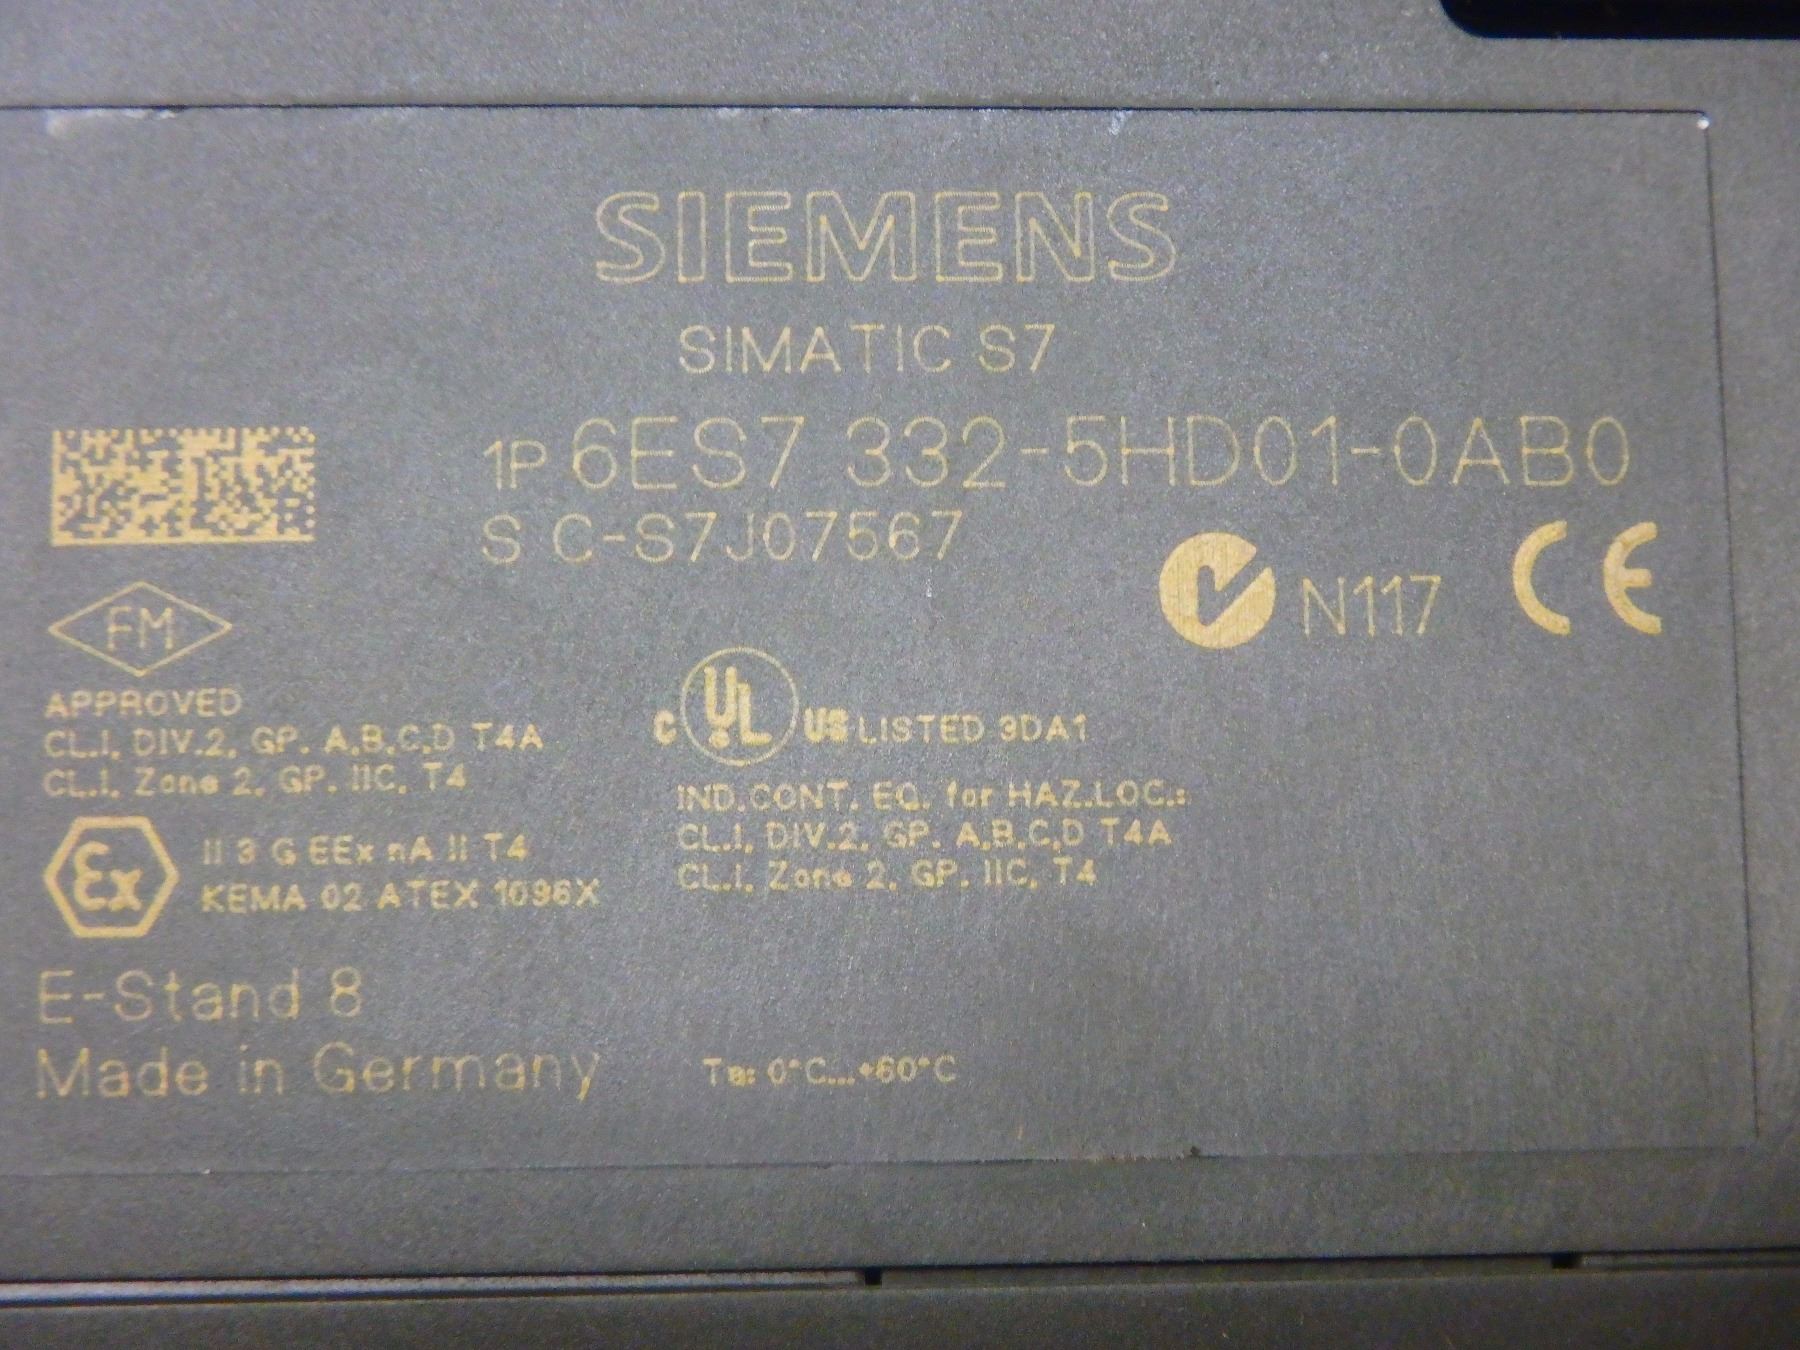 SIEMENS
SIMATIC S7
1P 6ES7 332-5HD01-0AB0
S C-S7J07567
N117 CE
FM
APPROVED
CL.I, DIV.2, GP. A,B,C,D T4A
CL.I, Zone 2, GP. IIC, T4
C UL US LISTED 3DA1
IND.CONT. EQ. for HAZ.LOC.:
CL.I, DIV.2, GP. A,B,C,D T4A
CL.I, Zone 2, GP. IIC, T4
Ex II 3 G EEx nA II T4
KEMA 02 ATEX 1096X
E-Stand 8
Made in Germany
Ta: 0°C...+60°C